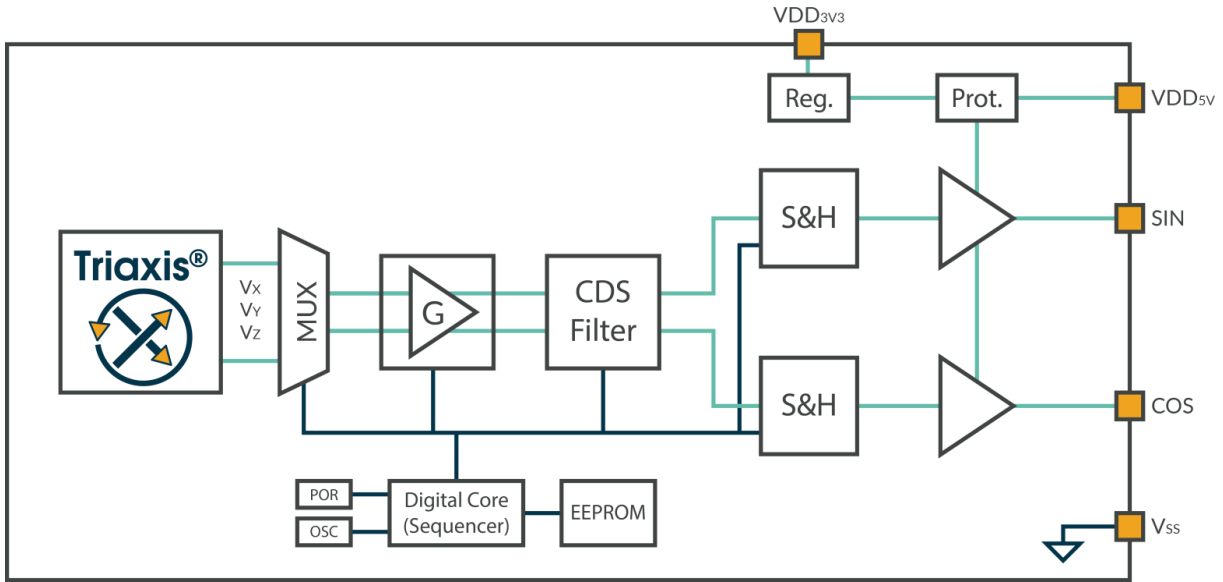 VDD3V3
Reg.
Prot.
VDD5V
S&H
SIN
Triaxis®
VX
VY
VZ
MUX
G
CDS
Filter
S&H
COS
POR
OSC
Digital Core
(Sequencer)
EEPROM
VSS